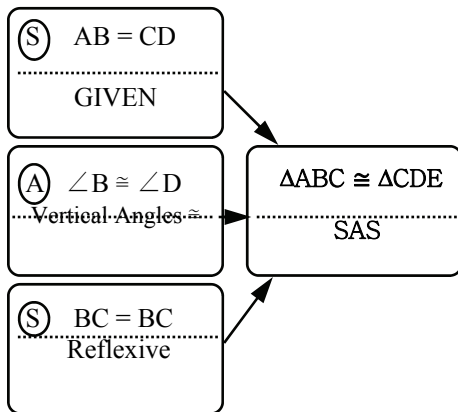 S AB = CD
GIVEN
A ∠B ≅ ∠D
Vertical Angles ≅
S BC = BC
Reflexive
ΔABC ≅ ΔCDE
SAS